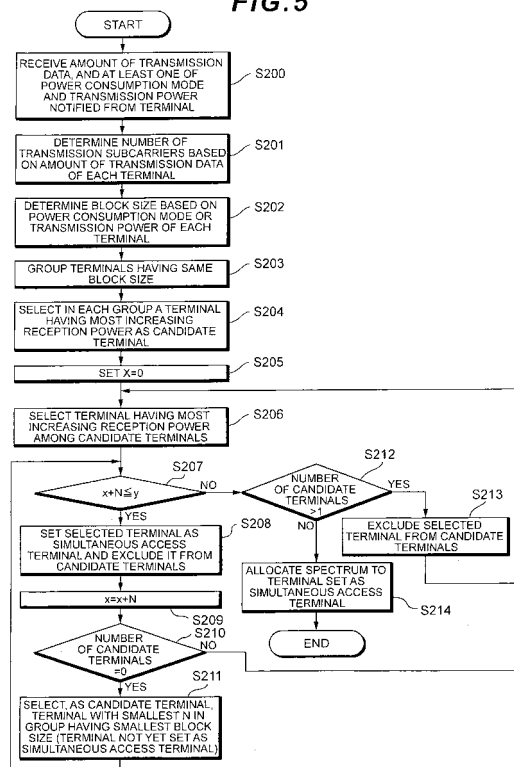 FIG. 5
START
RECEIVE AMOUNT OF TRANSMISSION
DATA, AND AT LEAST ONE OF
POWER CONSUMPTION MODE
AND TRANSMISSION POWER
NOTIFIED FROM TERMINAL
S200
DETERMINE NUMBER OF
TRANSMISSION SUBCARRIERS BASED
ON AMOUNT OF TRANSMISSION DATA
OF EACH TERMINAL
S201
DETERMINE BLOCK SIZE BASED ON
POWER CONSUMPTION MODE OR
TRANSMISSION POWER OF EACH
TERMINAL
S202
GROUP TERMINALS HAVING SAME
BLOCK SIZE
S203
SELECT IN EACH GROUP A TERMINAL
HAVING MOST INCREASING
RECEPTION POWER AS CANDIDATE
TERMINAL
S204
SET X=0
S205
SELECT TERMINAL HAVING MOST
INCREASING RECEPTION POWER
AMONG CANDIDATE TERMINALS
S206
x+N≦y
S207
NO
YES
SET SELECTED TERMINAL AS
SIMULTANEOUS ACCESS
TERMINAL AND EXCLUDE IT FROM
CANDIDATE TERMINALS
S208
x=x+N
S209
NUMBER
OF CANDIDATE
TERMINALS
=0
S210
NO
YES
SELECT, AS CANDIDATE TERMINAL,
TERMINAL WITH SMALLEST N IN
GROUP HAVING SMALLEST BLOCK
SIZE (TERMINAL NOT YET SET AS
SIMULTANEOUS ACCESS TERMINAL)
S211
NUMBER
OF CANDIDATE
TERMINALS
>1
S212
YES
NO
EXCLUDE SELECTED
TERMINAL FROM CANDIDATE
TERMINALS
S213
ALLOCATE SPECTRUM TO
TERMINAL SET AS
SIMULTANEOUS ACCESS
TERMINAL
S214
END